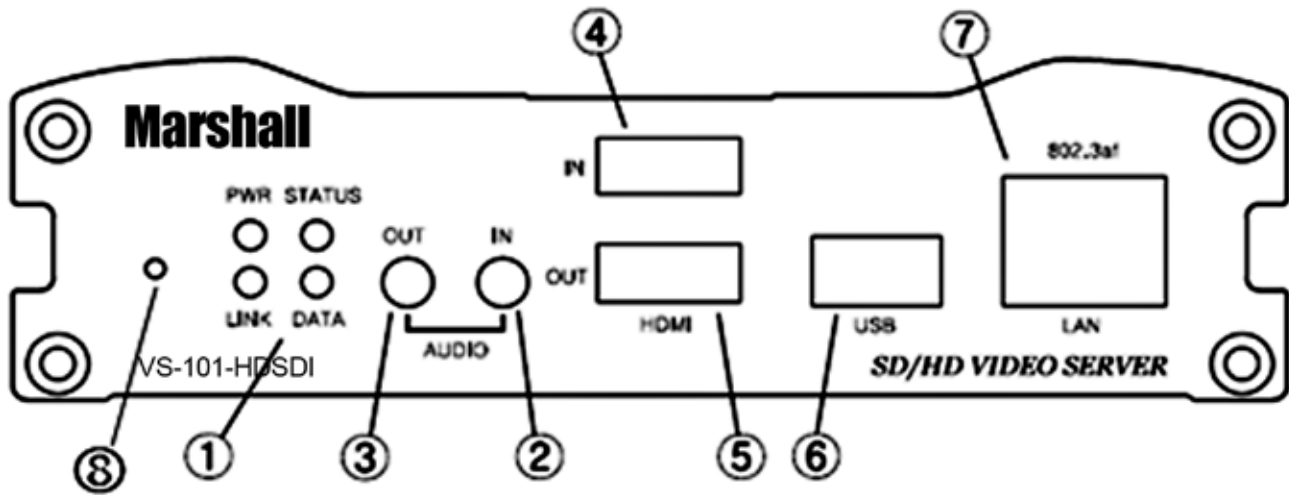 ④
⑦
Marshall
802.3af
IN
PWR STATUS
OUT IN
OUT
LINK DATA
HDMI
USB
LAN
AUDIO
VS-101-HDSDI
SD/HD VIDEO SERVER
⑧
①
③
②
⑤
⑥